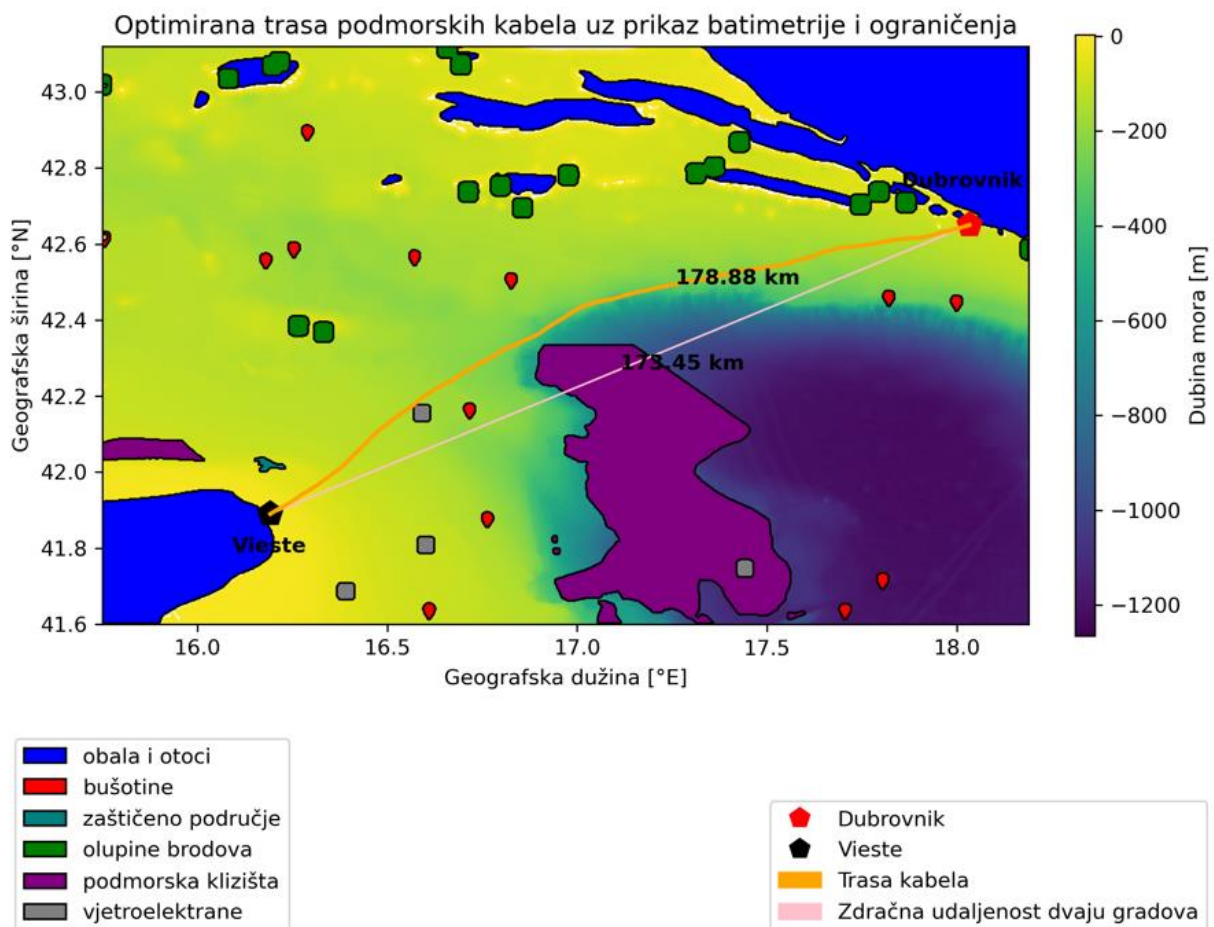 Optimirana trasa podmorskih kabela uz prikaz batimetrije i ograničenja
43.0
42.8
42.6
42.4
42.2
42.0
41.8
41.6
Geografska širina [°N]
Dubrovnik
178.88 km
173.45 km
Vieste
16.0
16.5
17.0
17.5
18.0
Geografska dužina [°E]
0
−200
−400
−600
−800
−1000
−1200
Dubina mora [m]
obala i otoci
bušotine
zaštičeno područje
olupine brodova
podmorska klizišta
vjetroelektrane
Dubrovnik
Vieste
Trasa kabela
Zdračna udaljenost dvaju gradova